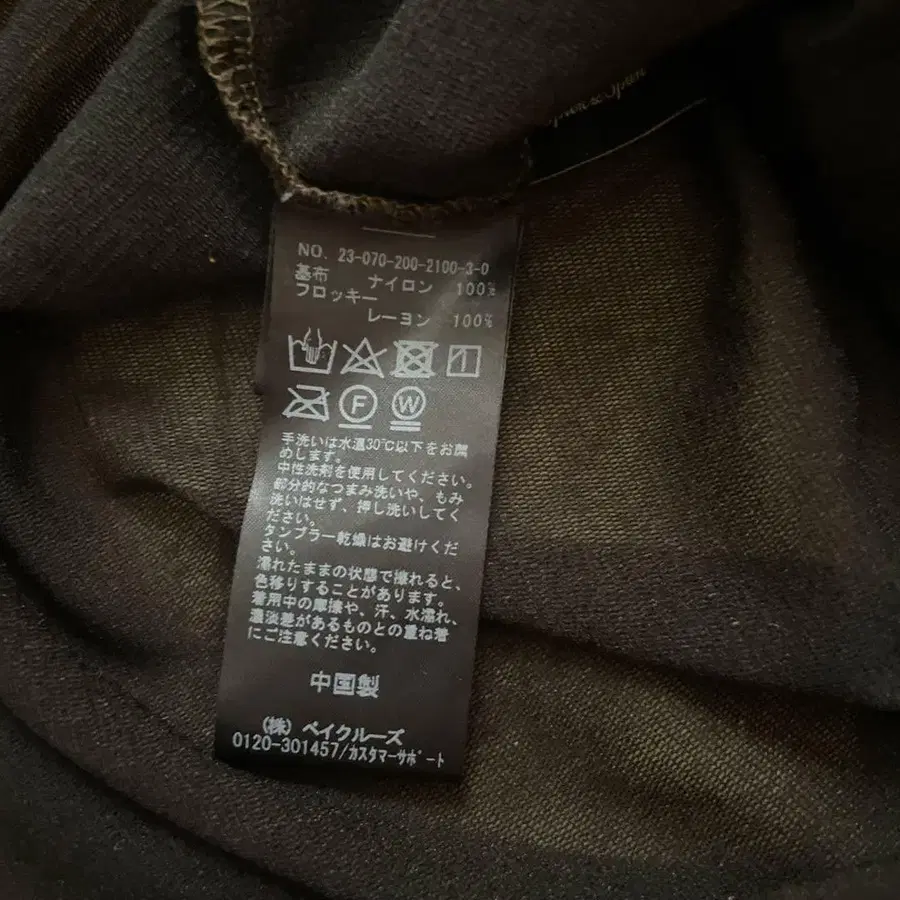 & Spun
NO. 23-070-200-2100-3-0
基布 ナイロン 100%
フロッキー
レーヨン 100%
F W
手洗いは水温30℃以下をお薦
めします。
中性洗剤を使用してください。
部分的なつまみ洗いや、もみ
洗いはせず、押し洗いしてく
ださい。
タンブラー乾燥はお避けくだ
さい。
濡れたままの状態で擦れると、
色移りすることがあります。
着用中の摩擦や、汗、水濡れ、
濃淡差があるものとの重ね着
にご注意ください。
中国製
(株) ベイクルーズ
0120-301457/カスタマーサポート